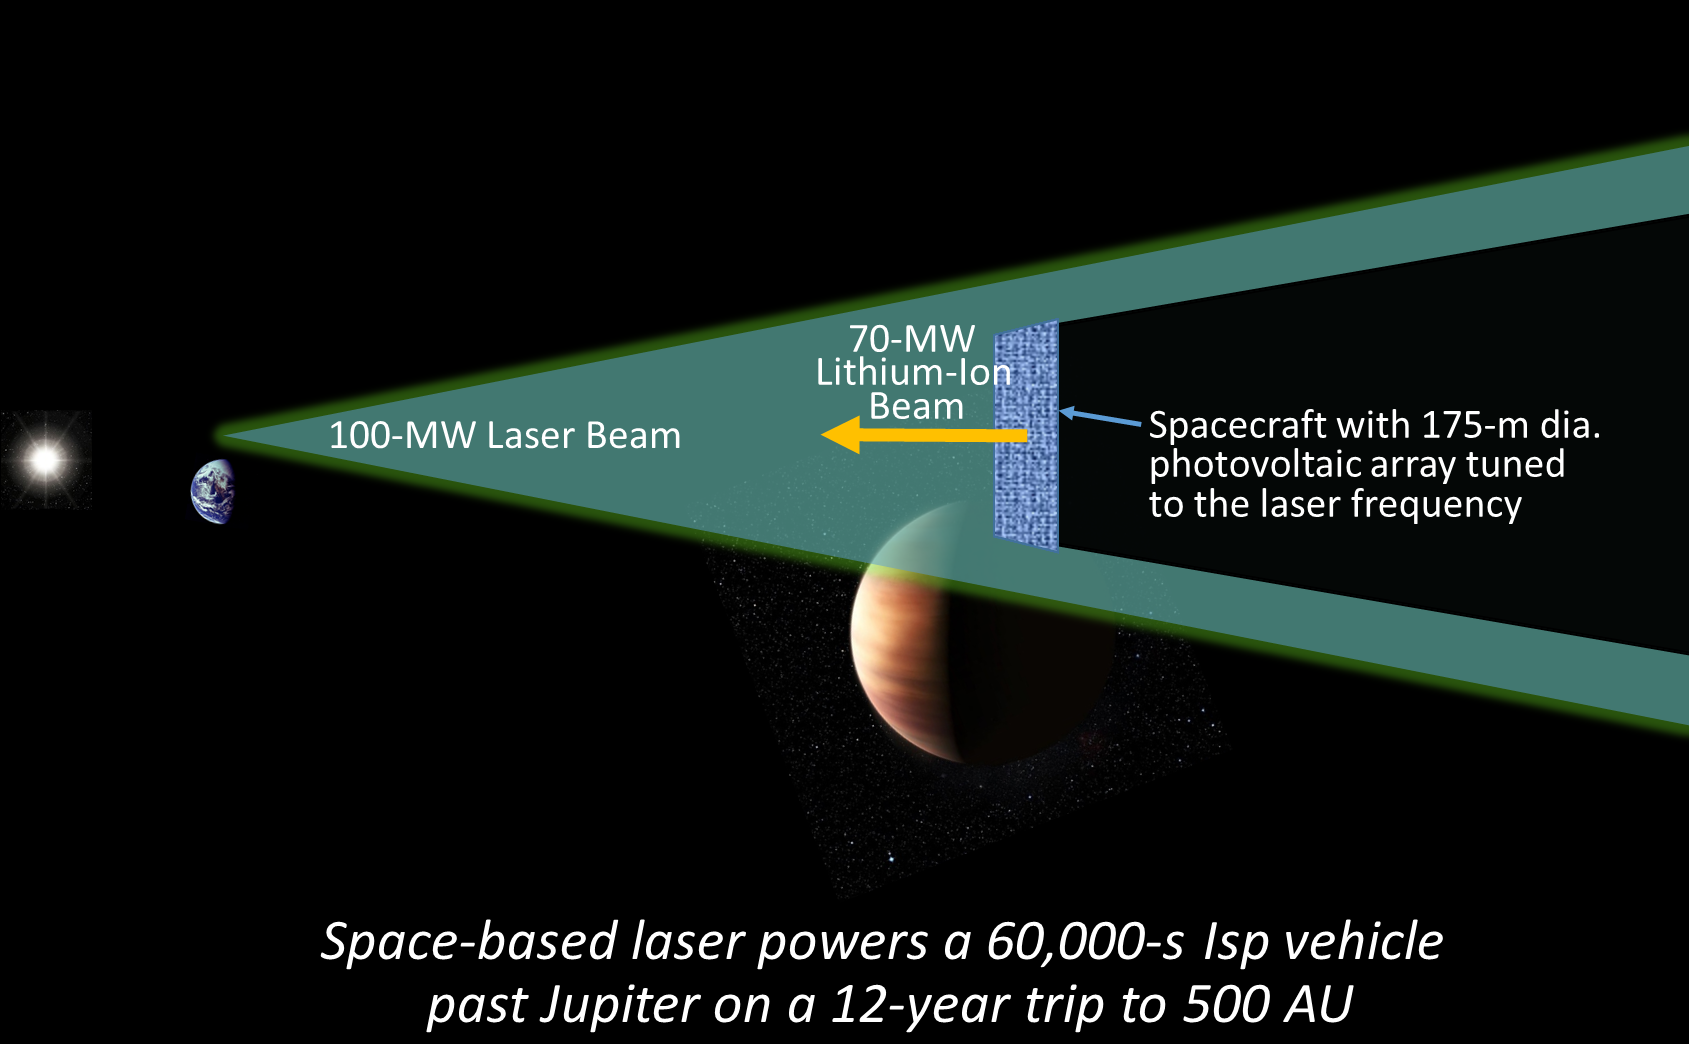 70-MW
Lithium-Ion
Beam
100-MW Laser Beam
Spacecraft with 175-m dia.
photovoltaic array tuned
to the laser frequency
Space-based laser powers a 60,000-s Isp vehicle
past Jupiter on a 12-year trip to 500 AU